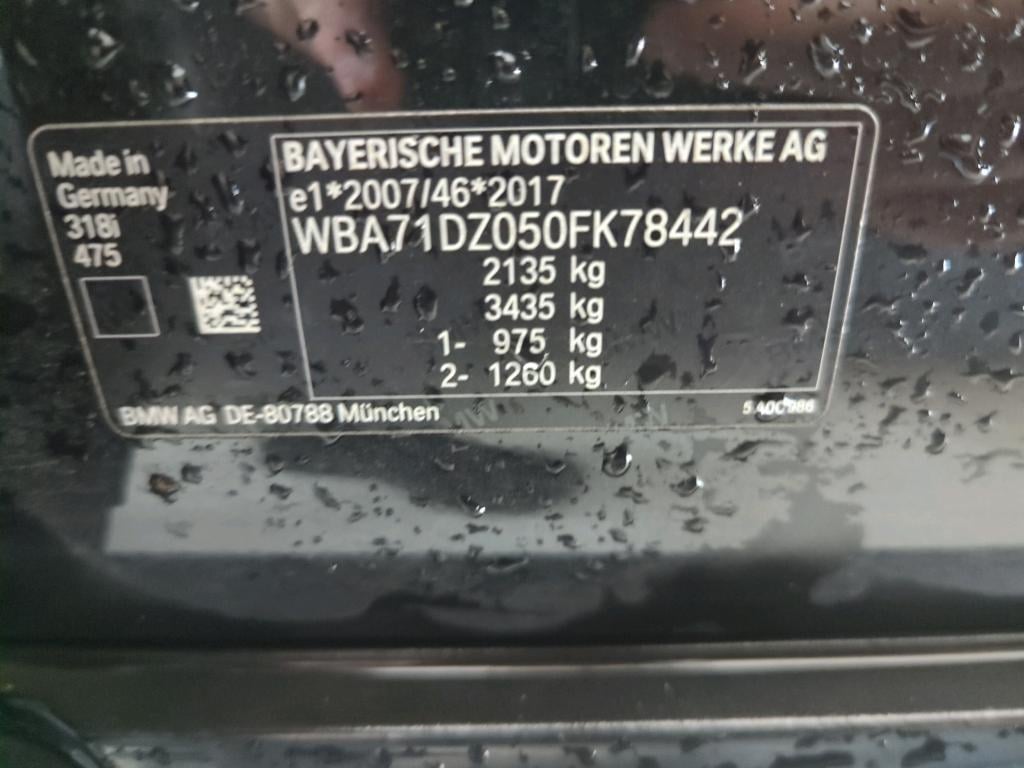 Made in
Germany
318i
475
BAYERISCHE MOTOREN WERKE AG
e1*2007/46*2017
WBA71DZ050FK78442
2135 kg
3435 kg
1- 975 kg
2- 1260 kg
BMW AG DE-80788 München